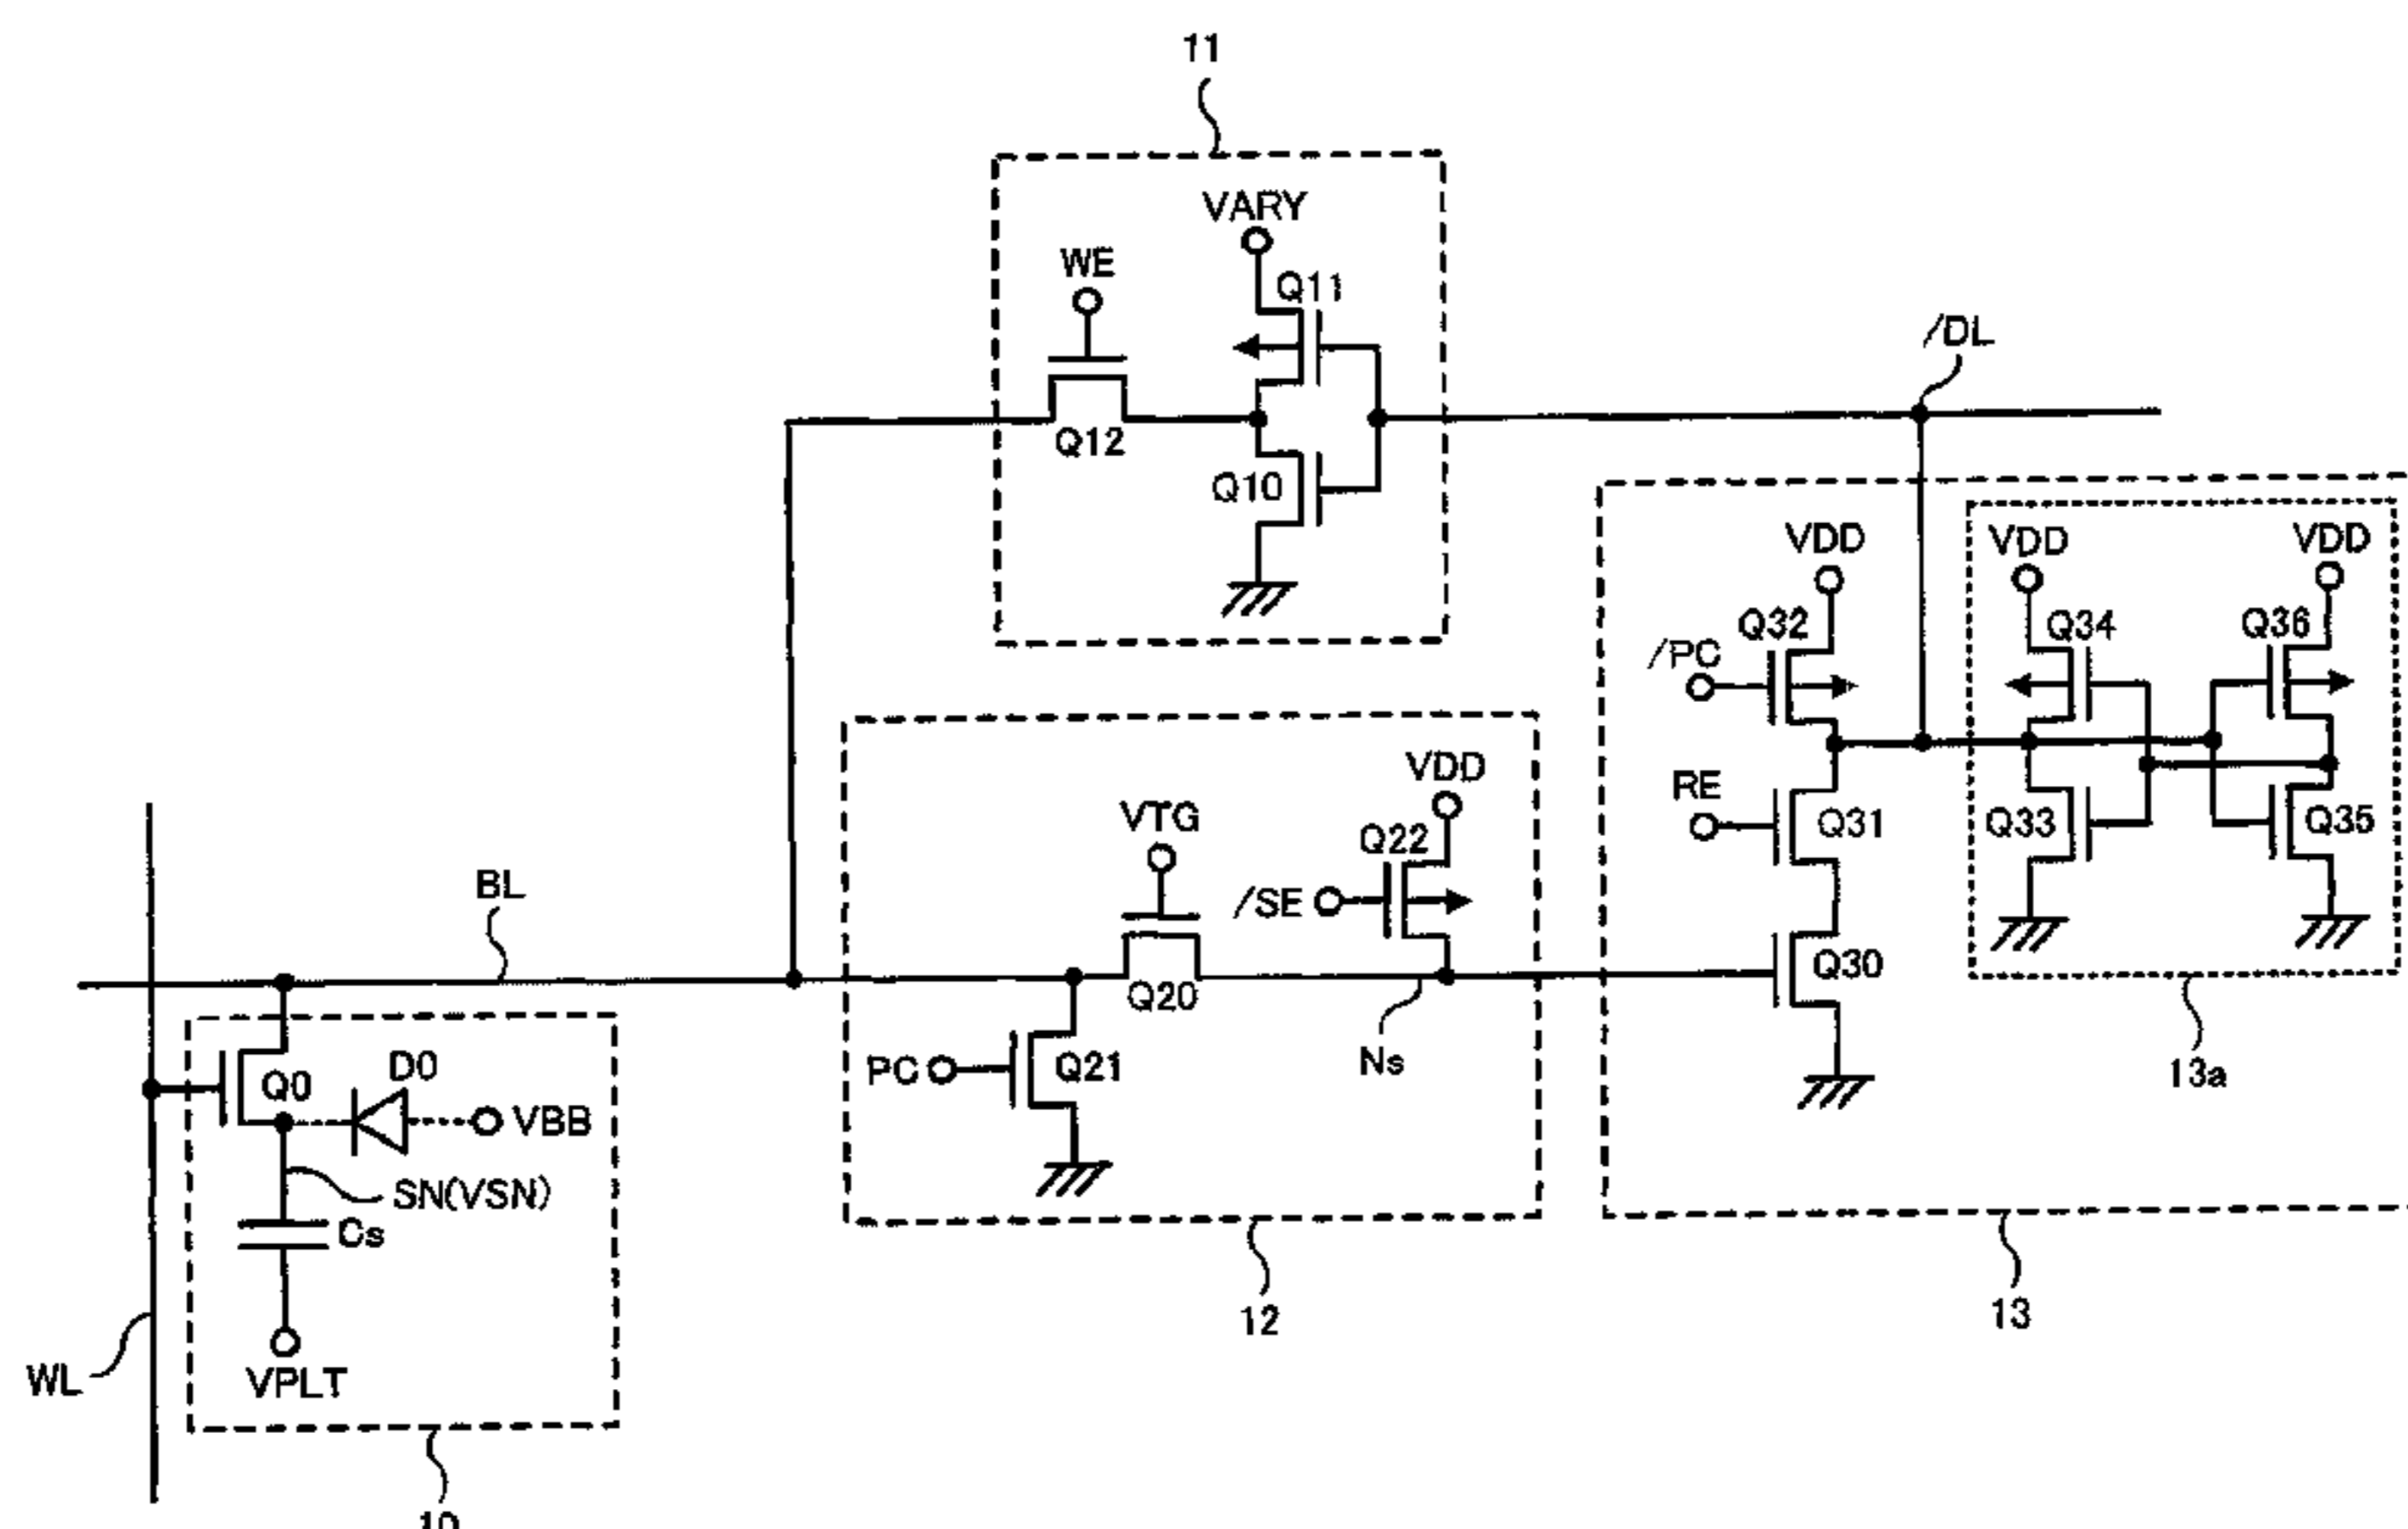 11
VARY
WE
Q11
/DL
Q12
Q10
VDD
VDD
VDD
Q32
Q34
Q36
/PC
VDD
VTG
RE
Q22
Q31
Q33
Q35
BL
/SE
Q20
Q30
Ns
PC
Q21
13a
Q0
D0
VBB
SN(VSN)
Cs
12
13
WL
VPLT
10